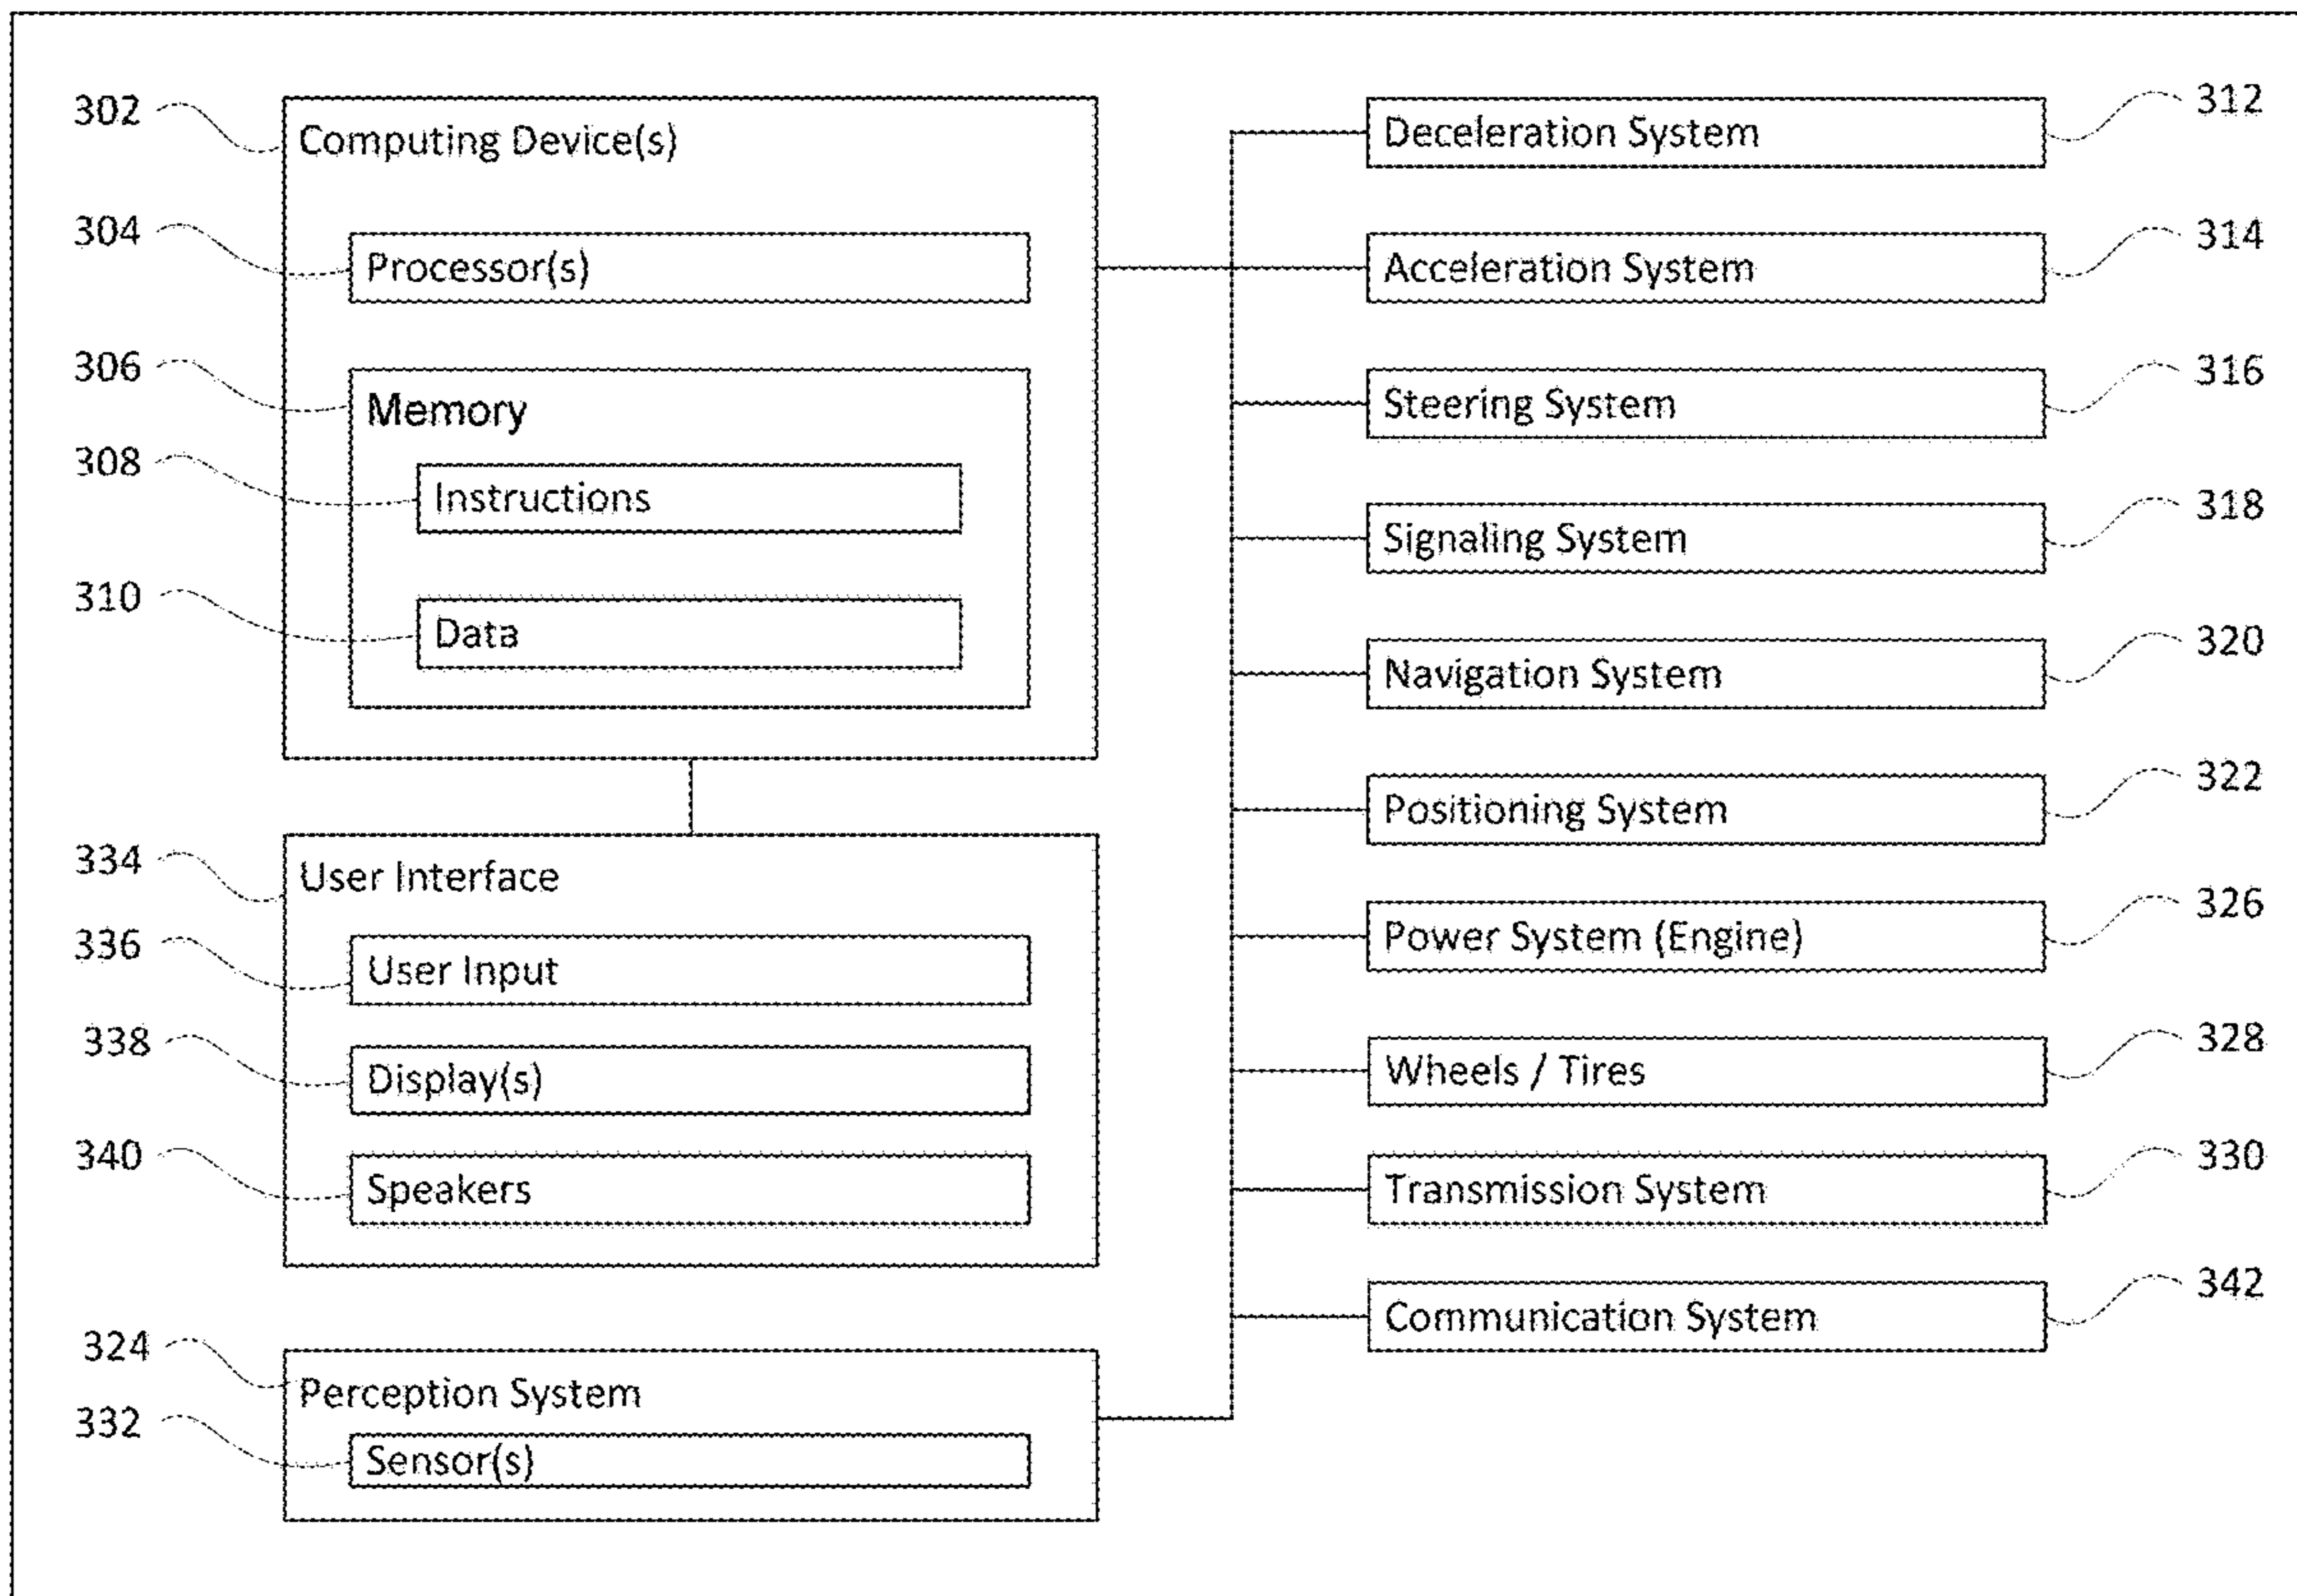 302
Computing Device(s)
304
Processor(s)
306
Memory
308
Instructions
310
Data
334
User Interface
336
User Input
338
Display(s)
340
Speakers
324
Perception System
332
Sensor(s)
Deceleration System
312
Acceleration System
314
Steering System
316
Signaling System
318
Navigation System
320
Positioning System
322
Power System (Engine)
326
Wheels / Tires
328
Transmission System
330
Communication System
342